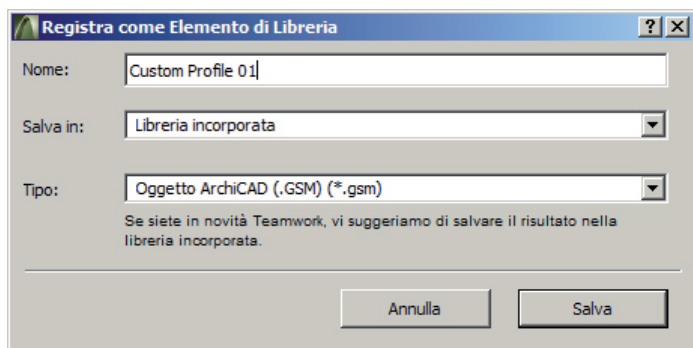 Registra come Elemento di Libreria ? X
Nome: Custom Profile 01
Salva in: Libreria incorporata
Tipo: Oggetto ArchiCAD (.GSM) (*.gsm)
Se siete in novità Teamwork, vi suggeriamo di salvare il risultato nella
libreria incorporata.
Annulla Salva